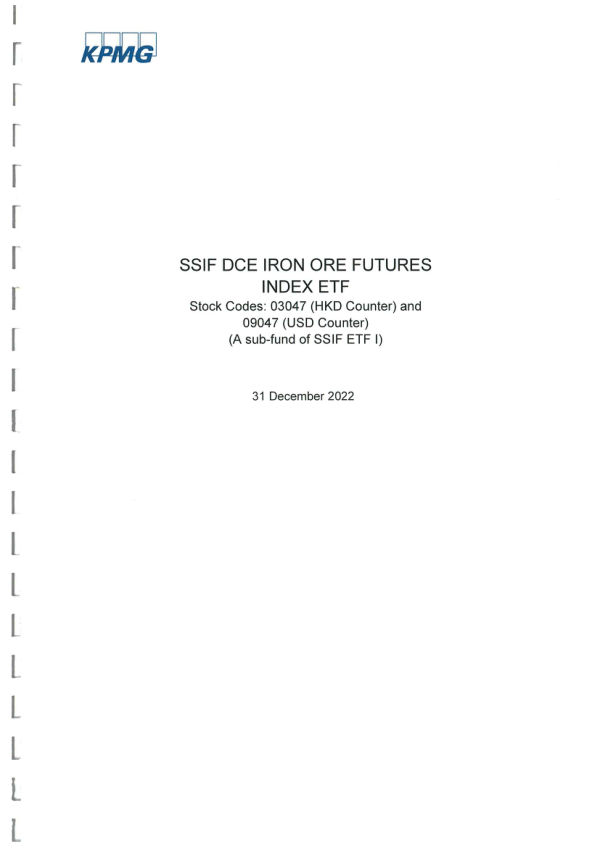 KPMG
SSIF DCE IRON ORE FUTURES
INDEX ETF
Stock Codes: 03047 (HKD Counter) and
09047 (USD Counter)
(A sub-fund of SSIF ETF I)
31 December 2022